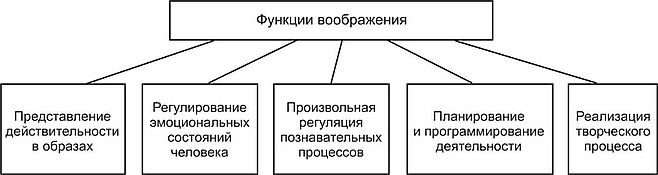 Функции воображения
Представление
действительности
в образах
Регулирование
эмоциональных
состояний
человека
Произвольная
регуляция
познавательных
процессов
Планирование
и программирование
деятельности
Реализация
творческого
процесса